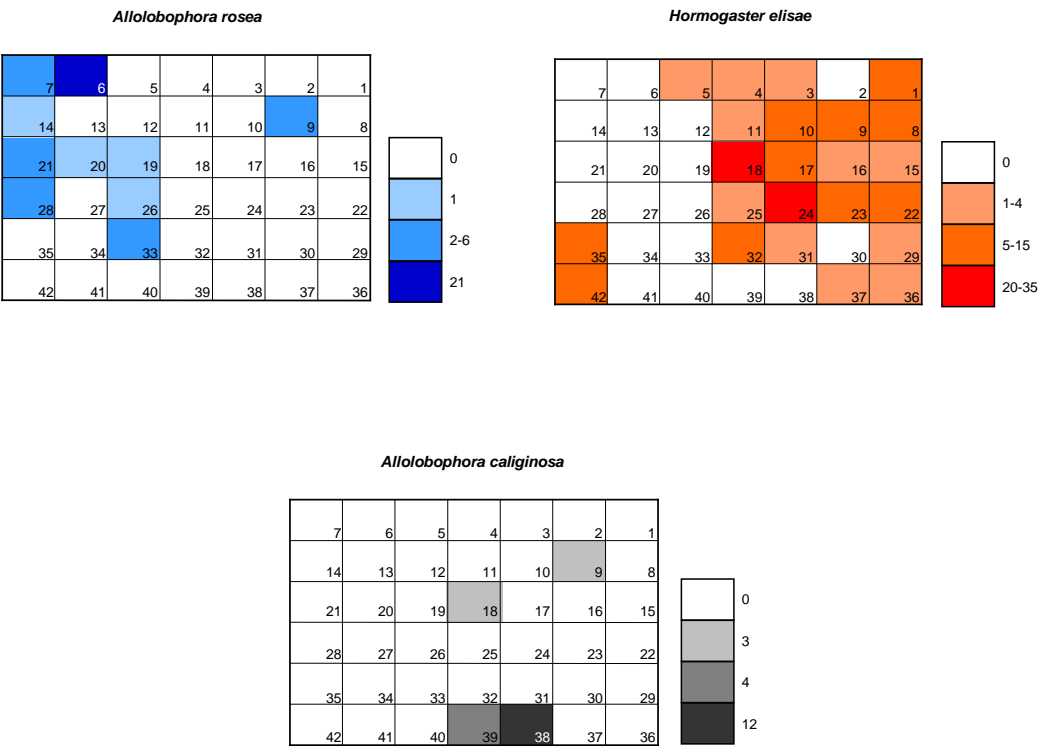 Allolobophora rosea
7 6 5 4 3 2 1
14 13 12 11 10 9 8
21 20 19 18 17 16 15
28 27 26 25 24 23 22
35 34 33 32 31 30 29
42 41 40 39 38 37 36
0
1
2-6
21
Hormogaster elisae
7 6 5 4 3 2 1
14 13 12 11 10 9 8
21 20 19 18 17 16 15
28 27 26 25 24 23 22
35 34 33 32 31 30 29
42 41 40 39 38 37 36
0
1-4
5-15
20-35
Allolobophora caliginosa
7 6 5 4 3 2 1
14 13 12 11 10 9 8
21 20 19 18 17 16 15
28 27 26 25 24 23 22
35 34 33 32 31 30 29
42 41 40 39 38 37 36
0
3
4
12